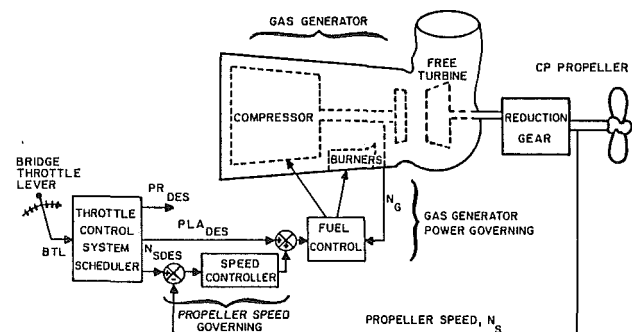 GAS GENERATOR
FREE
TURBINE
CP PROPELLER
COMPRESSOR
REDUCTION
GEAR
BURNERS
BRIDGE
THROTTLE
LEVER
PR DES
N G
THROTTLE
CONTROL
SYSTEM
SCHEDULER
PLA DES
FUEL
CONTROL
GAS GENERATOR
POWER GOVERNING
BTL
N SDES
SPEED
CONTROLLER
PROPELLER SPEED
GOVERNING
PROPELLER SPEED, N S